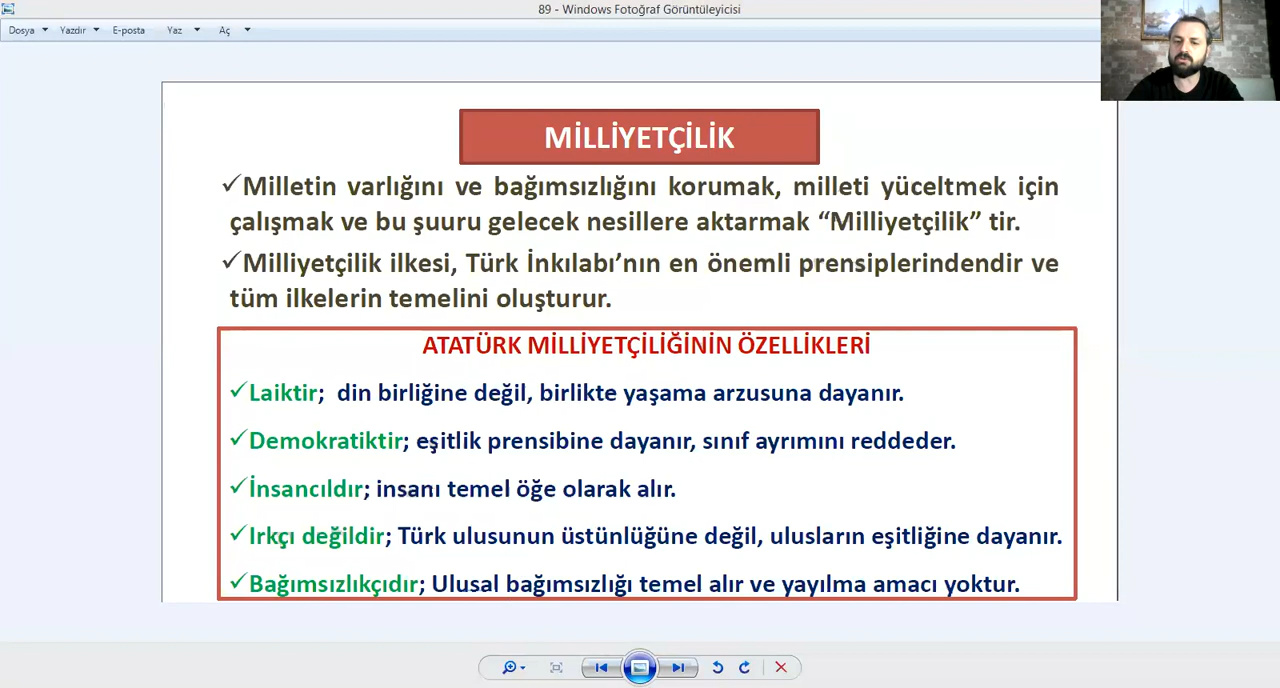 89 - Windows Fotoğraf Görüntüleyicisi
Dosya Yazdır E-posta Yaz Aç
MİLLİYETÇİLİK
✓Milletin varlığını ve bağımsızlığını korumak, milleti yüceltmek için
çalışmak ve bu şuuru gelecek nesillere aktarmak “Milliyetçilik” tir.
✓Milliyetçilik ilkesi, Türk İnkılabı’nın en önemli prensiplerindendir ve
tüm ilkelerin temelini oluşturur.
ATATÜRK MİLLİYETÇİLİĞİNİN ÖZELLİKLERİ
✓Laiktir; din birliğine değil, birlikte yaşama arzusuna dayanır.
✓Demokratiktir; eşitlik prensibine dayanır, sınıf ayrımını reddeder.
✓İnsancıldır; insanı temel öğe olarak alır.
✓Irkçı değildir; Türk ulusunun üstünlüğüne değil, ulusların eşitliğine dayanır.
✓Bağımsızlıkçıdır; Ulusal bağımsızlığı temel alır ve yayılma amacı yoktur.